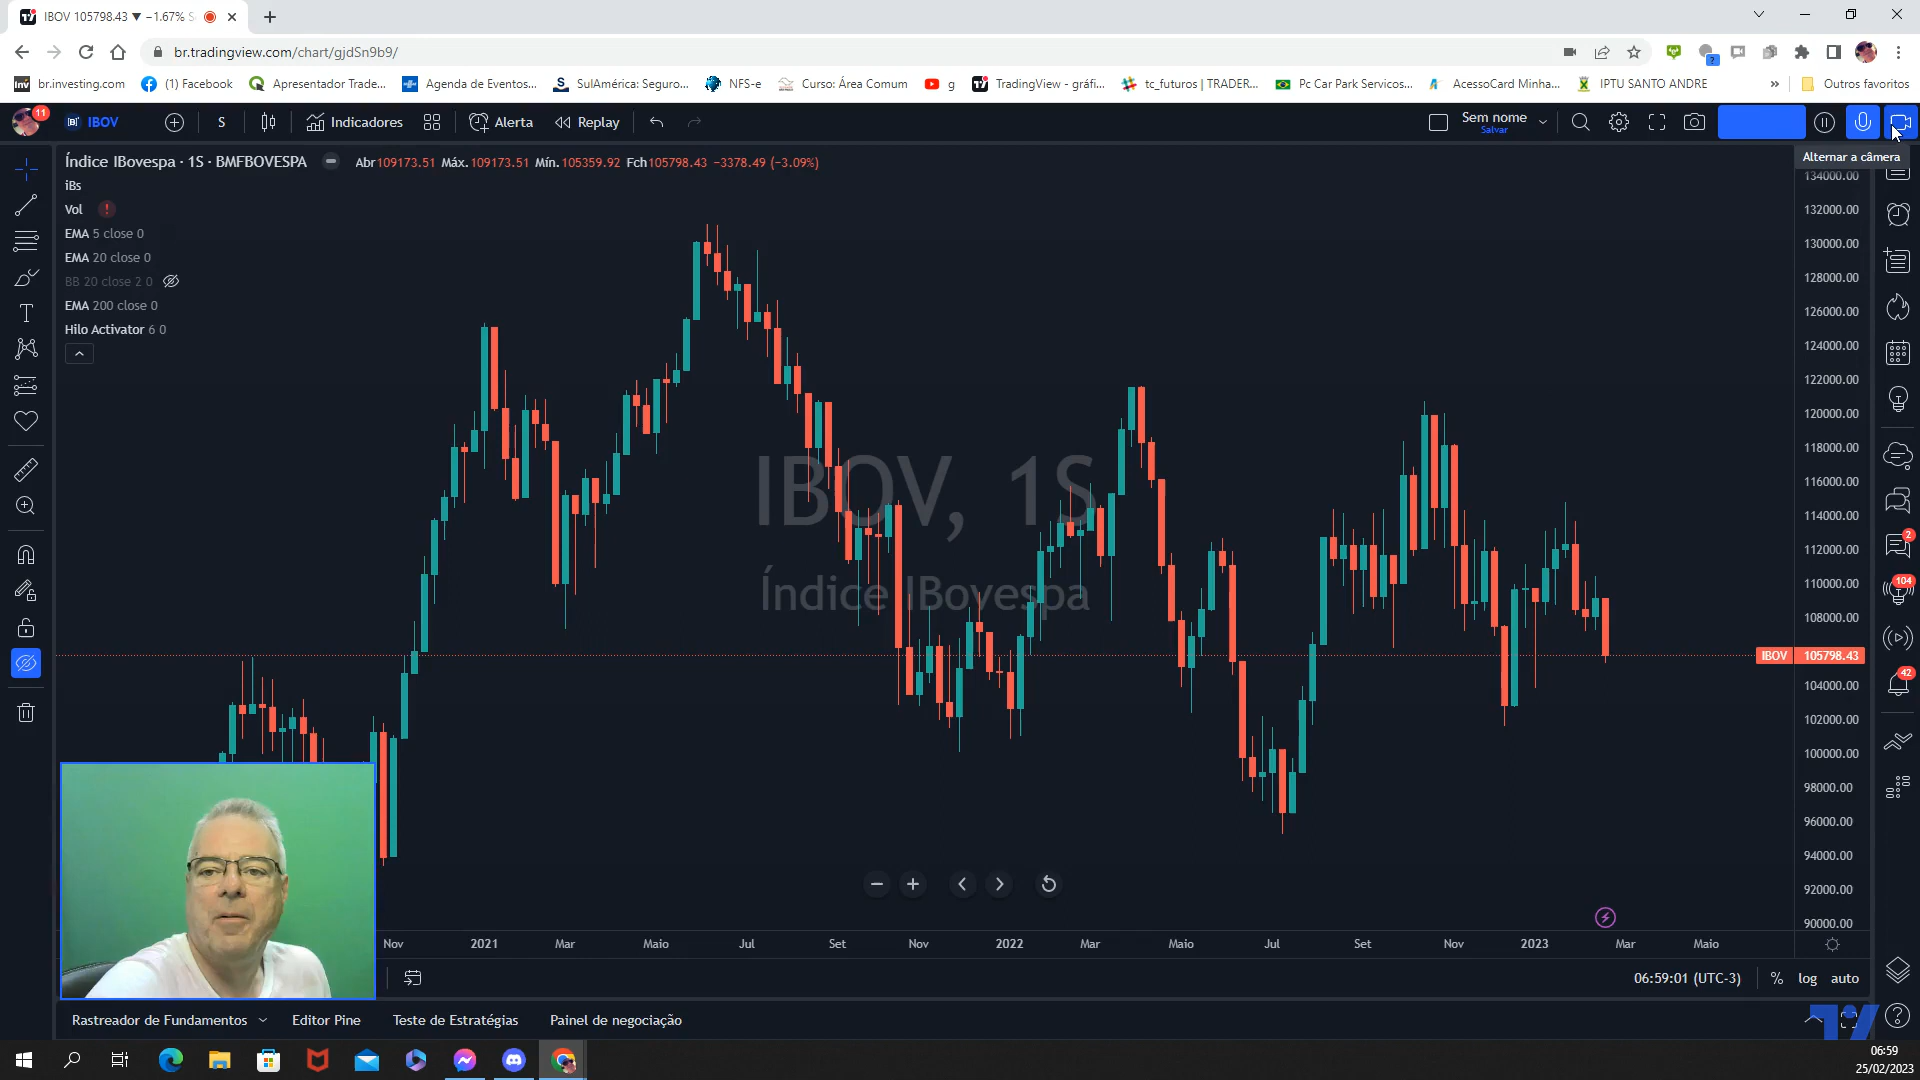 IBOV 105798.43 ▼ −1.67% S
br.tradingview.com/chart/gjdSn9b9/
br.investing.com
(1) Facebook
Apresentador Trade...
Agenda de Eventos...
SulAmérica: Seguro...
NFS-e
Curso: Área Comum
g
TradingView - gráfi...
tc_futuros | TRADER...
Pc Car Park Servicos...
AcessoCard Minha...
IPTU SANTO ANDRE
»
Outros favoritos
11
IBOV
S
Indicadores
Alerta
Replay
Sem nome
Salvar
Alternar a câmera
Índice IBovespa · 1S · BMFBOVESPA
Abr109173.51 Máx.109173.51 Mín.105359.92 Fch105798.43 −3378.49 (−3.09%)
iBs
Vol !
EMA 5 close 0
EMA 20 close 0
BB 20 close 2 0
EMA 200 close 0
Hilo Activator 6 0
IBOV, 1S
Índice IBovespa
134000.00
132000.00
130000.00
128000.00
126000.00
124000.00
122000.00
120000.00
118000.00
116000.00
114000.00
112000.00
110000.00
108000.00
IBOV 105798.43
104000.00
102000.00
100000.00
98000.00
96000.00
94000.00
92000.00
90000.00
2
104
42
Nov 2021 Mar Maio Jul Set Nov 2022 Mar Maio Jul Set Nov 2023 Mar Maio
06:59:01 (UTC-3)
% log auto
Rastreador de Fundamentos
Editor Pine
Teste de Estratégias
Painel de negociação
06:59
25/02/2023